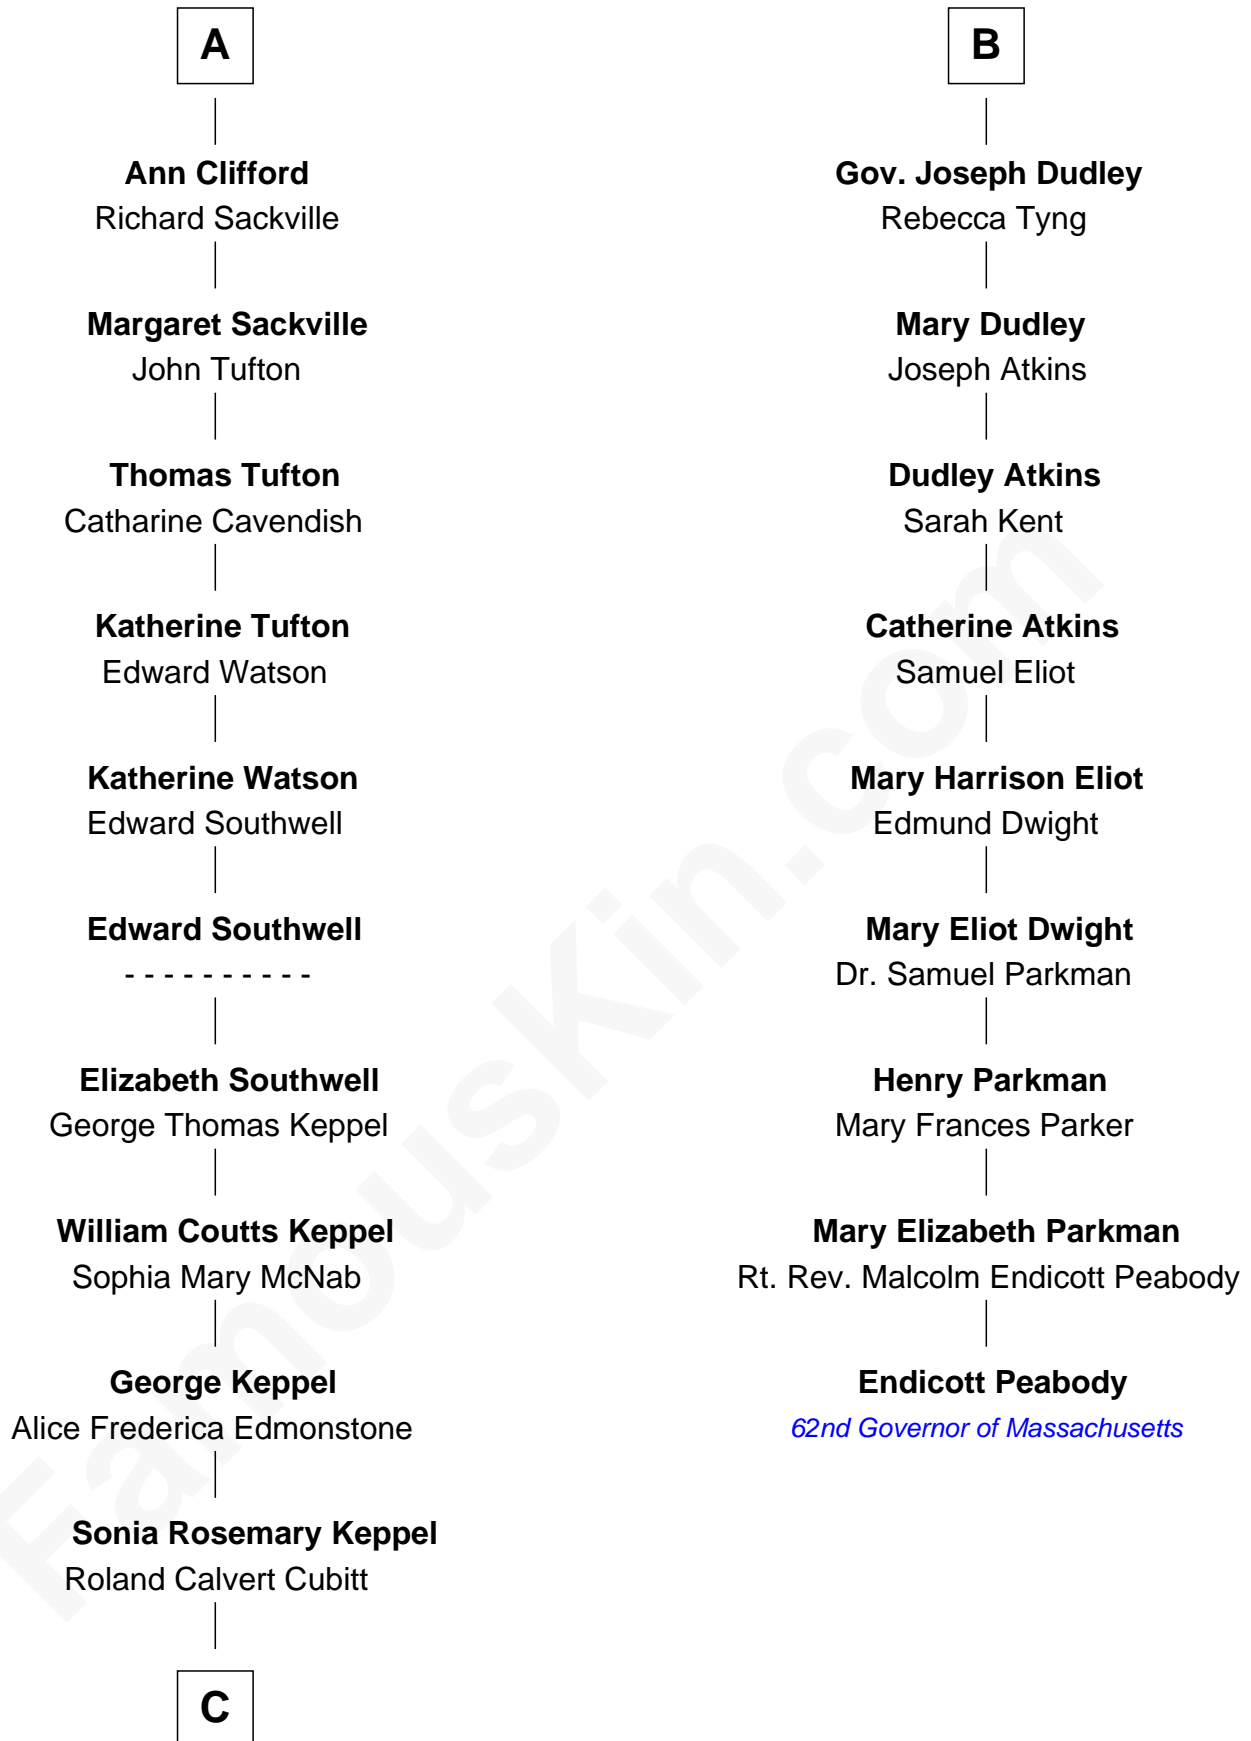 A
Ann Clifford
Richard Sackville
Margaret Sackville
John Tufton
Thomas Tufton
Catharine Cavendish
Katherine Tufton
Edward Watson
Katherine Watson
Edward Southwell
Edward Southwell
- - - - - - - - - -
Elizabeth Southwell
George Thomas Keppel
William Coutts Keppel
Sophia Mary McNab
George Keppel
Alice Frederica Edmonstone
Sonia Rosemary Keppel
Roland Calvert Cubitt
C
B
Gov. Joseph Dudley
Rebecca Tyng
Mary Dudley
Joseph Atkins
Dudley Atkins
Sarah Kent
Catherine Atkins
Samuel Eliot
Mary Harrison Eliot
Edmund Dwight
Mary Eliot Dwight
Dr. Samuel Parkman
Henry Parkman
Mary Frances Parker
Mary Elizabeth Parkman
Rt. Rev. Malcolm Endicott Peabody
Endicott Peabody
62nd Governor of Massachusetts
FamousKin.com